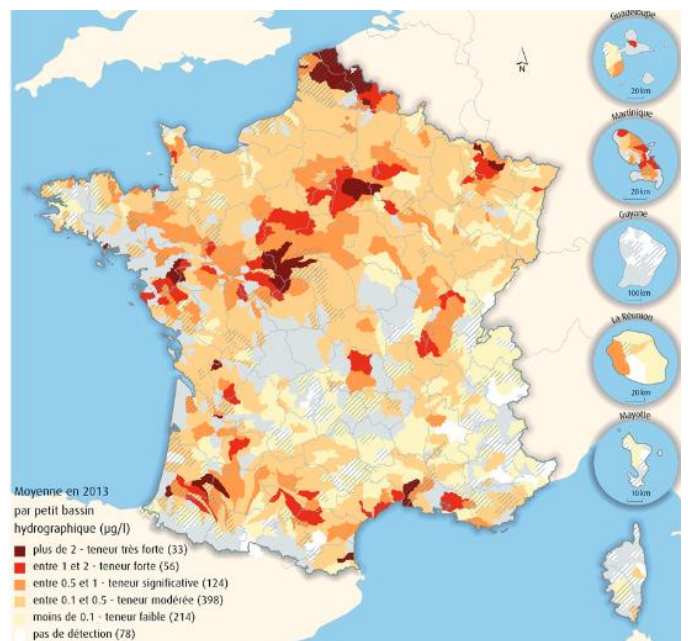 Guadeloupe
20 km
Martinique
20 km
Guyane
100 km
La Réunion
20 km
Mayotte
10 km
N
Moyenne en 2013
par petit bassin
hydrographique (µg/l)
plus de 2 - teneur très forte (33)
entre 1 et 2 - teneur forte (56)
entre 0.5 et 1 - teneur significative (124)
entre 0.1 et 0.5 - teneur modérée (398)
moins de 0.1 - teneur faible (214)
pas de détection (78)